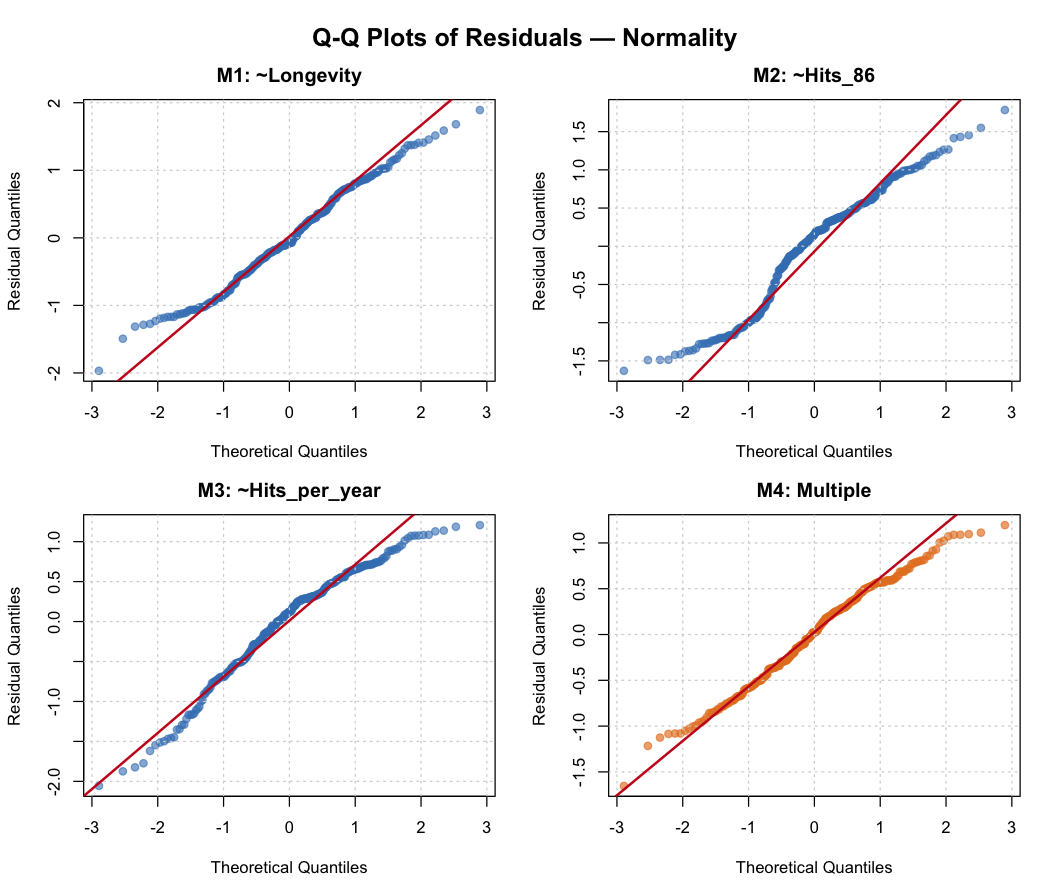 Q-Q Plots of Residuals — Normality
M1: ~Longevity
Residual Quantiles
2
1
0
-1
-2
-3 -2 -1 0 1 2 3
Theoretical Quantiles
M2: ~Hits_86
Residual Quantiles
1.5
1.0
0.5
-0.5
-1.5
-3 -2 -1 0 1 2 3
Theoretical Quantiles
M3: ~Hits_per_year
Residual Quantiles
1.0
0.5
0.0
-1.0
-2.0
-3 -2 -1 0 1 2 3
Theoretical Quantiles
M4: Multiple
Residual Quantiles
1.0
0.5
0.0
-0.5
-1.0
-1.5
-3 -2 -1 0 1 2 3
Theoretical Quantiles